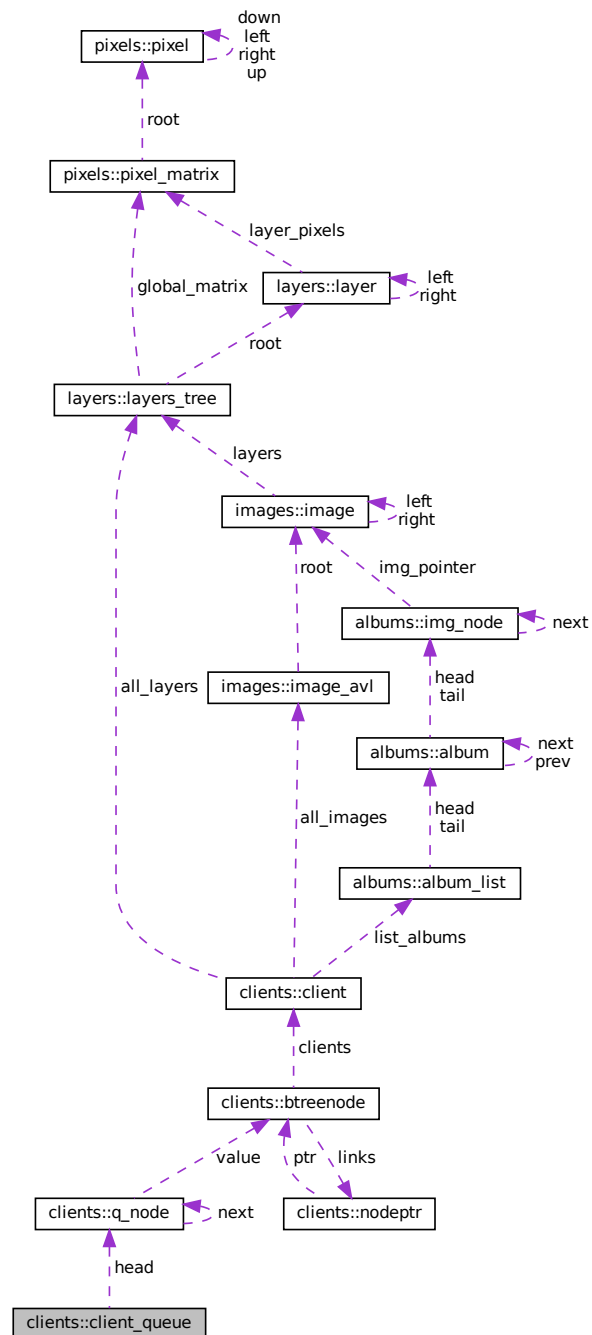 down
left
right
up
pixels::pixel
root
pixels::pixel_matrix
layer_pixels
global_matrix
layers::layer
left
right
root
layers::layers_tree
layers
images::image
left
right
root
img_pointer
albums::img_node
next
all_layers
images::image_avl
head
tail
albums::album
next
prev
all_images
head
tail
albums::album_list
list_albums
clients::client
clients
clients::btreenode
value
ptr
links
clients::q_node
next
clients::nodeptr
head
clients::client_queue